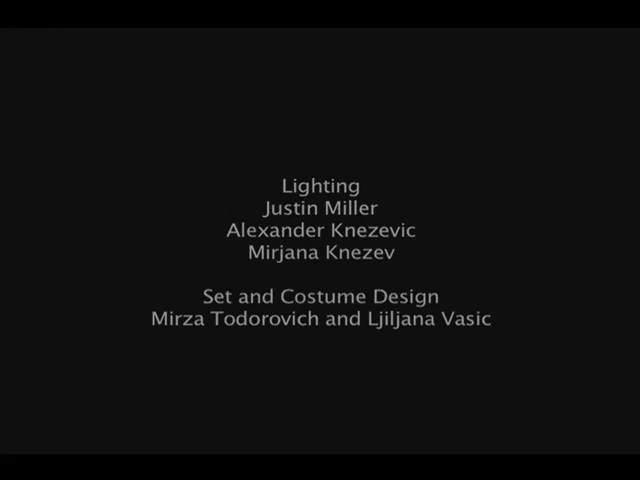 Lighting
Justin Miller
Alexander Knezevic
Mirjana Knezev
Set and Costume Design
Mirza Todorovich and Ljiljana Vasic